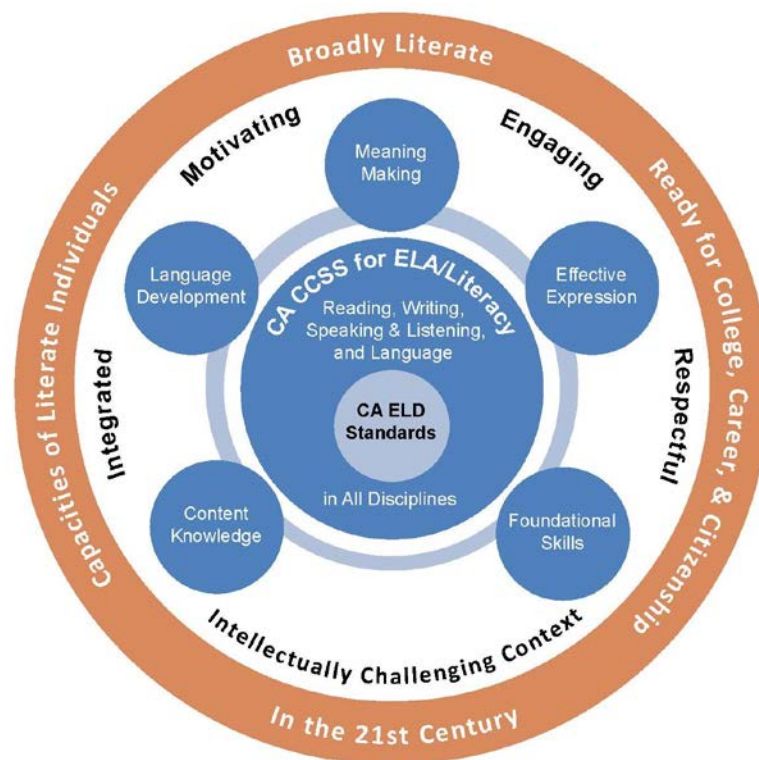 Broadly Literate
Ready for College, Career, & Citizenship
In the 21st Century
Capacities of Literate Individuals
Motivating
Engaging
Respectful
Intellectually Challenging Context
Integrated
Meaning
Making
Effective
Expression
Foundational
Skills
Content
Knowledge
Language
Development
CA CCSS for ELA/Literacy
Reading, Writing,
Speaking & Listening,
and Language
CA ELD
Standards
in All Disciplines